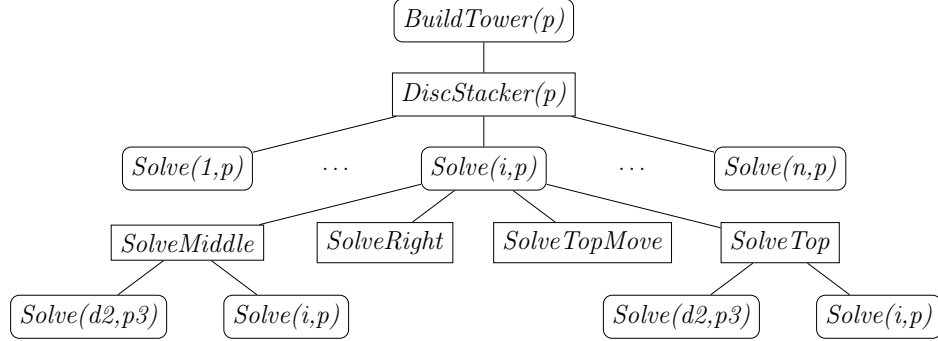 BuildTower(p)
DiscStacker(p)
Solve(1,p) ... Solve(i,p) ... Solve(n,p)
SolveMiddle SolveRight SolveTopMove SolveTop
Solve(d2,p3) Solve(i,p) Solve(d2,p3) Solve(i,p)